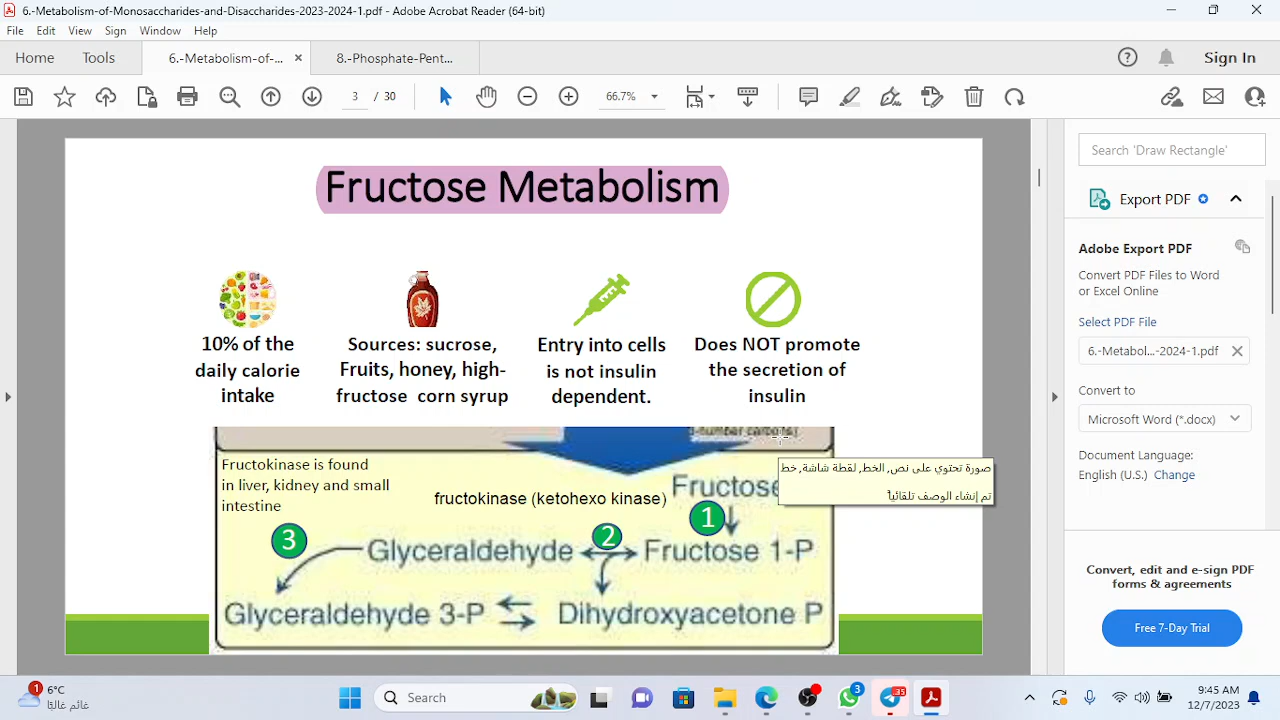 6.-Metabolism-of-Monosaccharides-and-Disaccharides-2023-2024-1.pdf - Adobe Acrobat Reader (64-bit)
File Edit View Sign Window Help
Home Tools 6.-Metabolism-of-... 8.-Phosphate-Pent... Sign In
3 / 30 66.7%
Search 'Draw Rectangle'
Fructose Metabolism
10% of the
daily calorie
intake
Sources: sucrose,
Fruits, honey, high-
fructose corn syrup
Entry into cells
is not insulin
dependent.
Does NOT promote
the secretion of
insulin
Fructokinase is found
in liver, kidney and small
intestine
fructokinase (ketohexo kinase)
Fructose
1
3 Glyceraldehyde 2 Fructose 1-P
Glyceraldehyde 3-P Dihydroxyacetone P
صورة تحتوي على نص, الخط, لقطة شاشة, خط
تم إنشاء الوصف تلقائياً
Export PDF
Adobe Export PDF
Convert PDF Files to Word
or Excel Online
Select PDF File
6.-Metabol...-2024-1.pdf
Convert to
Microsoft Word (*.docx)
Document Language:
English (U.S.) Change
Convert, edit and e-sign PDF
forms & agreements
Free 7-Day Trial
1
6°C
غائم غالبًا
Search
3
35
9:45 AM
12/7/2023